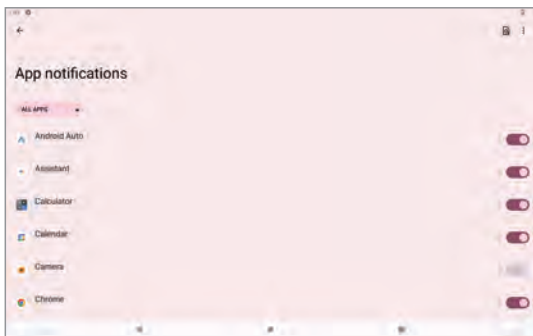 App notifications
ALL APPS
Android Auto
Assistant
Calculator
Calendar
Camera
Chrome